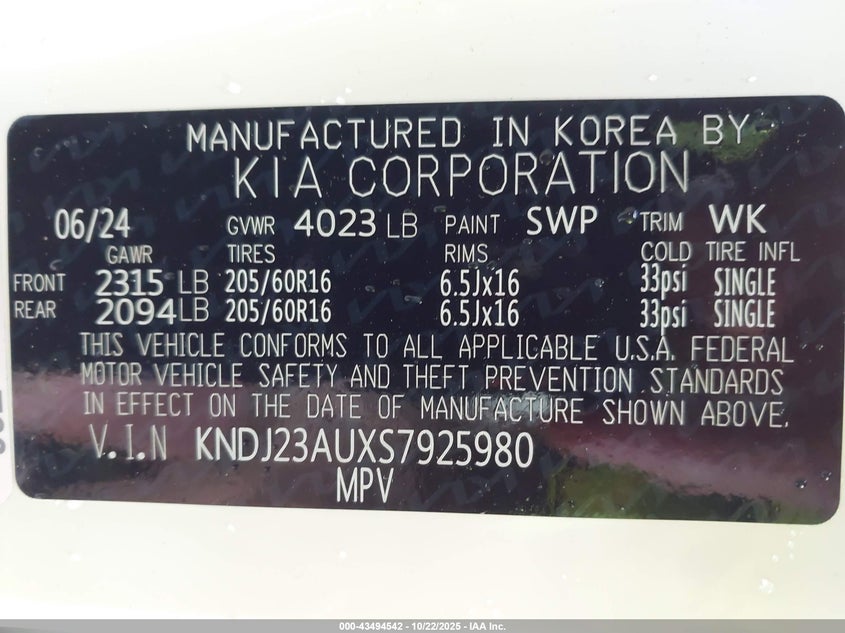 MANUFACTURED IN KOREA BY
KIA CORPORATION
06/24 GVWR 4023 LB PAINT SWP TRIM WK
GAWR TIRES RIMS COLD TIRE INFL
FRONT 2315 LB 205/60R16 6.5Jx16 33psi SINGLE
REAR 2094 LB 205/60R16 6.5Jx16 33psi SINGLE
THIS VEHICLE CONFORMS TO ALL APPLICABLE U.S.A. FEDERAL
MOTOR VEHICLE SAFETY AND THEFT PREVENTION STANDARDS
IN EFFECT ON THE DATE OF MANUFACTURE SHOWN ABOVE.
V.I.N KNDJ23AUXS7925980
MPV
000-43494542 - 10/22/2025 - IAA Inc.